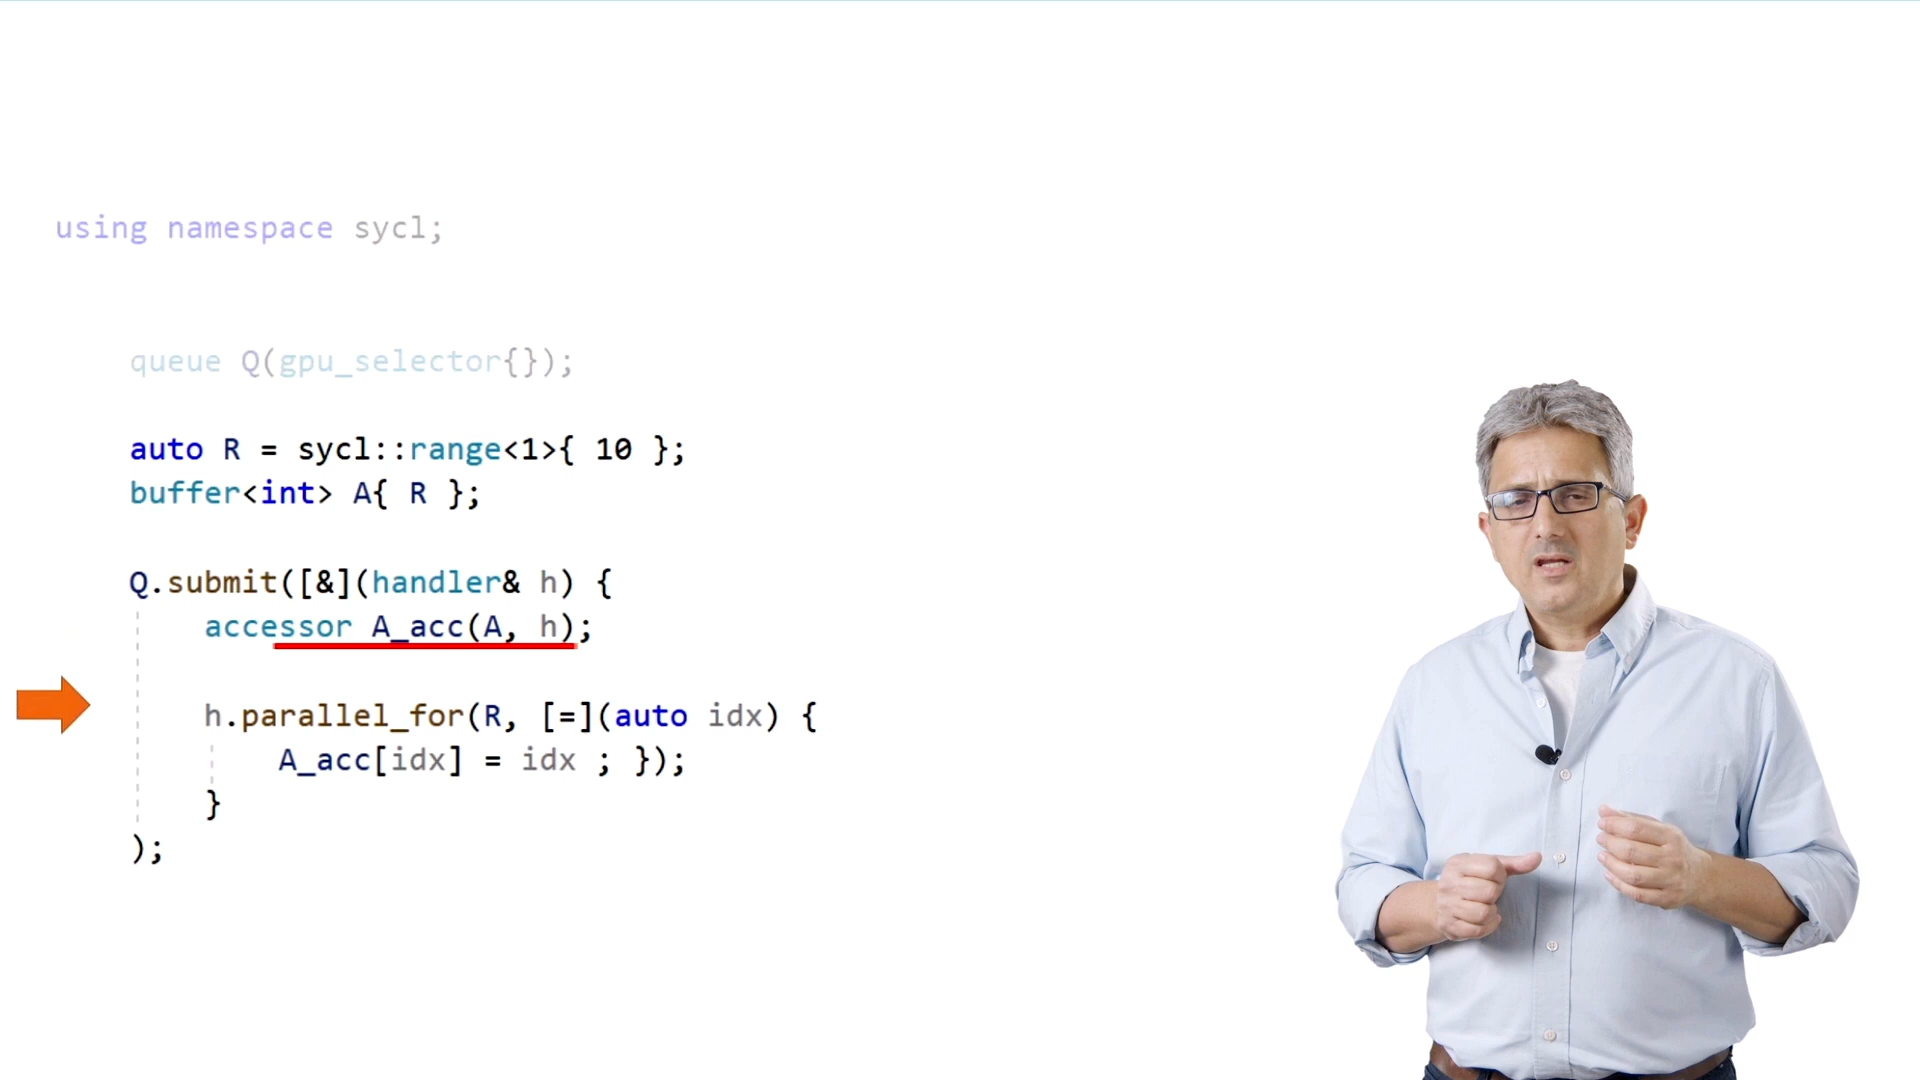 using namespace sycl;
queue Q(gpu_selector{});
auto R = sycl::range<1>{ 10 };
buffer<int> A{ R };
Q.submit([&](handler& h) {
accessor A_acc(A, h);
h.parallel_for(R, [=](auto idx) {
A_acc[idx] = idx ; });
}
);